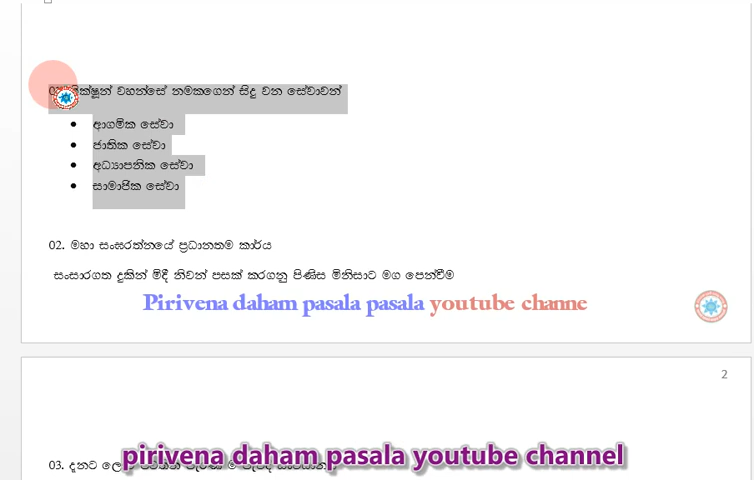 භික්ෂූන් වහන්සේ නමකගෙන් සිදු වන සේවාවන්
• ආගමික සේවා
• ජාතික සේවා
• අධ්‍යාපනික සේවා
• සාමාජික සේවා
02. මහා සංඝරත්නයේ ප්‍රධානතම කාර්ය
සංසාරගත දුකින් මිදී නිවන් පසක් කරගනු පිණිස මිනිසාට මග පෙන්වීම
Pirivena daham pasala pasala youtube channe
2
03. දැනට
pirivena daham pasala youtube channel